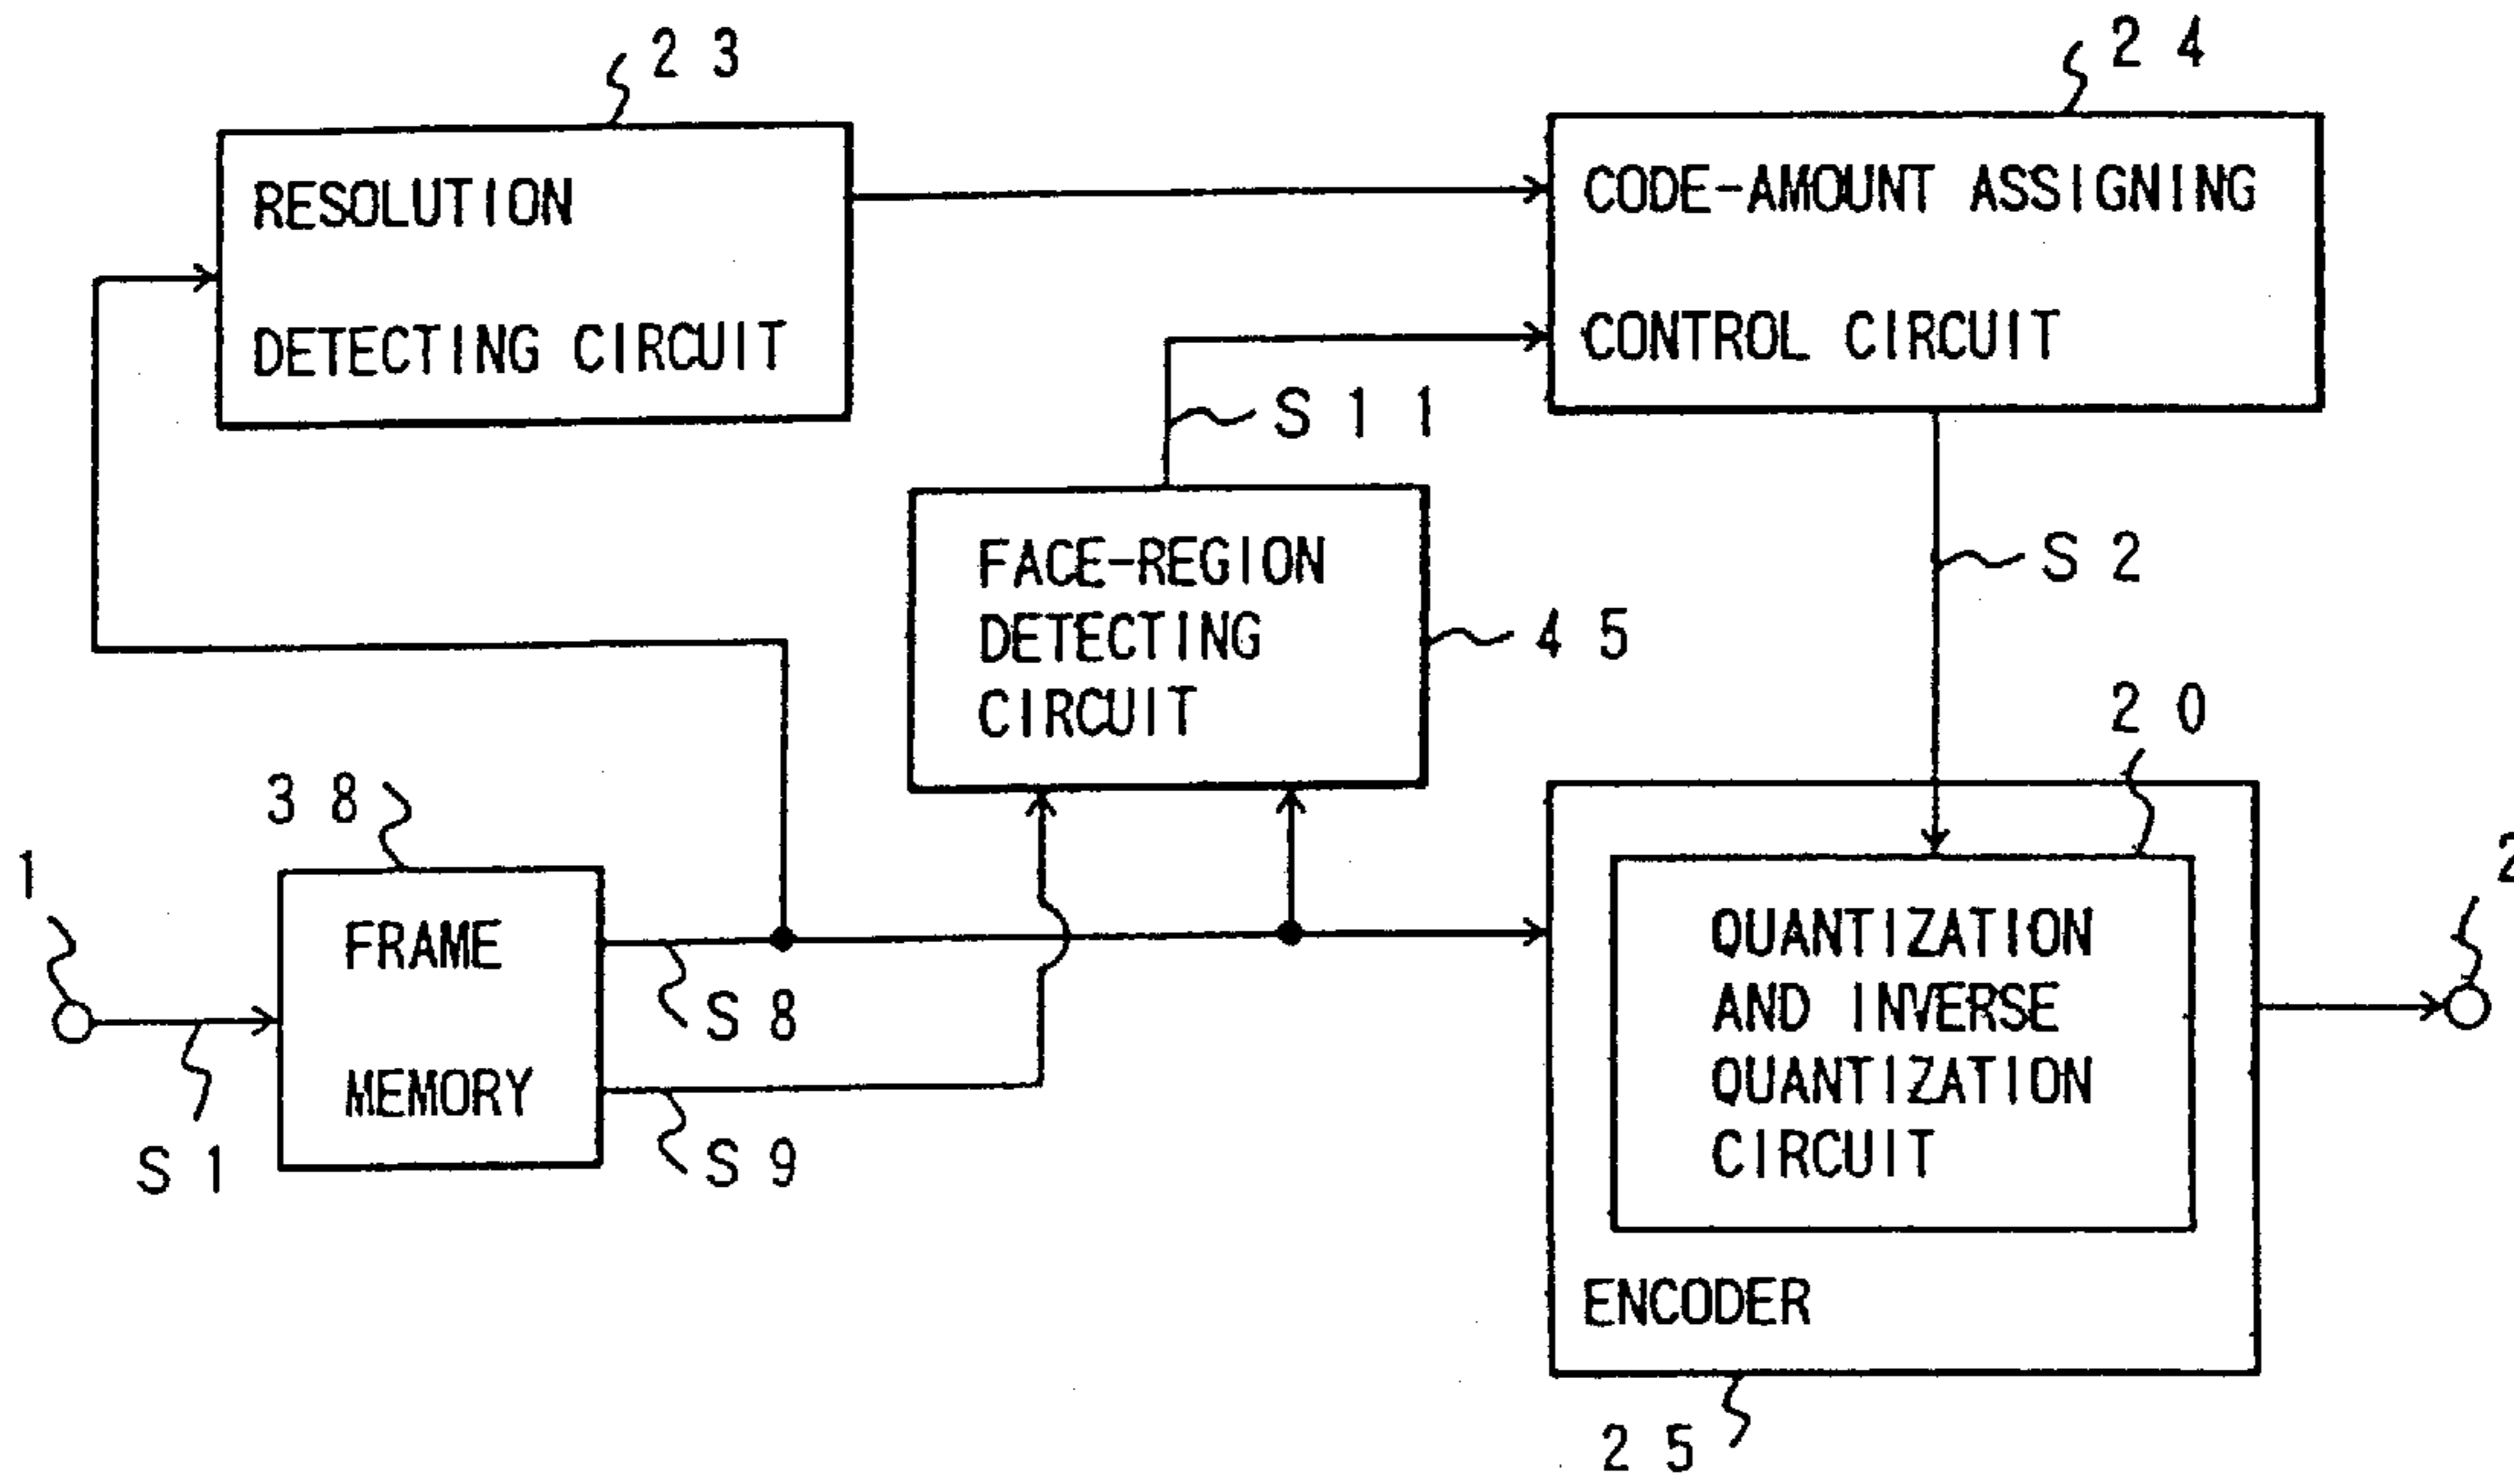 23
24
RESOLUTION
DETECTING CIRCUIT
CODE-AMOUNT ASSIGNING
CONTROL CIRCUIT
S11
S2
FACE-REGION
DETECTING
CIRCUIT
45
20
38
1
2
FRAME
MEMORY
S8
S1
S9
QUANTIZATION
AND INVERSE
QUANTIZATION
CIRCUIT
ENCODER
25